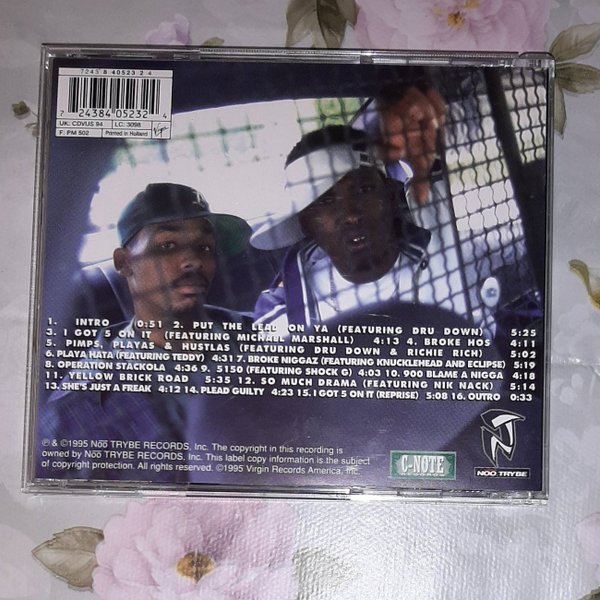 7243 8 40523 2 4
7 24384 05232 4
UK: CDVUS 94 LC: 3098
F: PM 502 Printed in Holland Virgin
1. INTRO 0:51 2. PUT THE LEAD ON YA (FEATURING DRU DOWN) 5:25
3. I GOT 5 ON IT (FEATURING MICHAEL MARSHALL) 4:13 4. BROKE HOS 4:11
5. PIMPS, PLAYAS & HUSTLAS (FEATURING DRU DOWN & RICHIE RICH) 5:02
6. PLAYA HATA (FEATURING TEDDY) 4:31 7. BROKE NIGGAZ (FEATURING KNUCKLEHEAD AND ECLIPSE) 5:19
8. OPERATION STACKOLA 4:36 9. 5150 (FEATURING SHOCK G) 4:03 10. 900 BLAME A NIGGA 4:18
11. YELLOW BRICK ROAD 5:35 12. SO MUCH DRAMA (FEATURING NIK NACK) 5:14
13. SHE'S JUST A FREAK 4:12 14. PLEAD GUILTY 4:23 15. I GOT 5 ON IT (REPRISE) 5:08 16. OUTRO 0:33
℗ & ©1995 Noo TRYBE RECORDS, Inc. The copyright in this recording is
owned by Noo TRYBE RECORDS, Inc. This label copy information is the subject
of copyright protection. All rights reserved. ©1995 Virgin Records America, Inc.
C-NOTE
RECORDS
NOO TRYBE